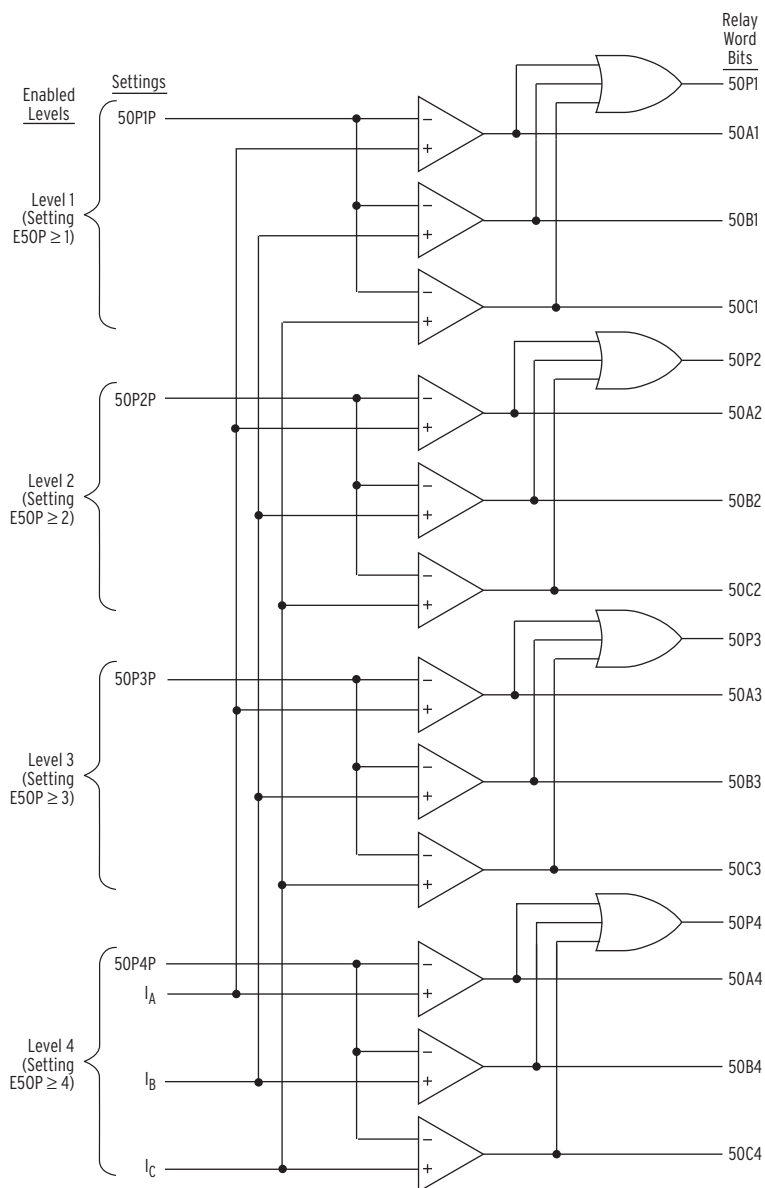 Relay
Word
Bits
Enabled
Levels
Settings
50P1P
Level 1
(Setting
E50P ≥ 1)
−
+
−
+
−
+
50P1
50A1
50B1
50C1
50P2P
Level 2
(Setting
E50P ≥ 2)
−
+
−
+
−
+
50P2
50A2
50B2
50C2
50P3P
Level 3
(Setting
E50P ≥ 3)
−
+
−
+
−
+
50P3
50A3
50B3
50C3
50P4P
IA
Level 4
(Setting
E50P ≥ 4)
IB
IC
−
+
−
+
−
+
50P4
50A4
50B4
50C4